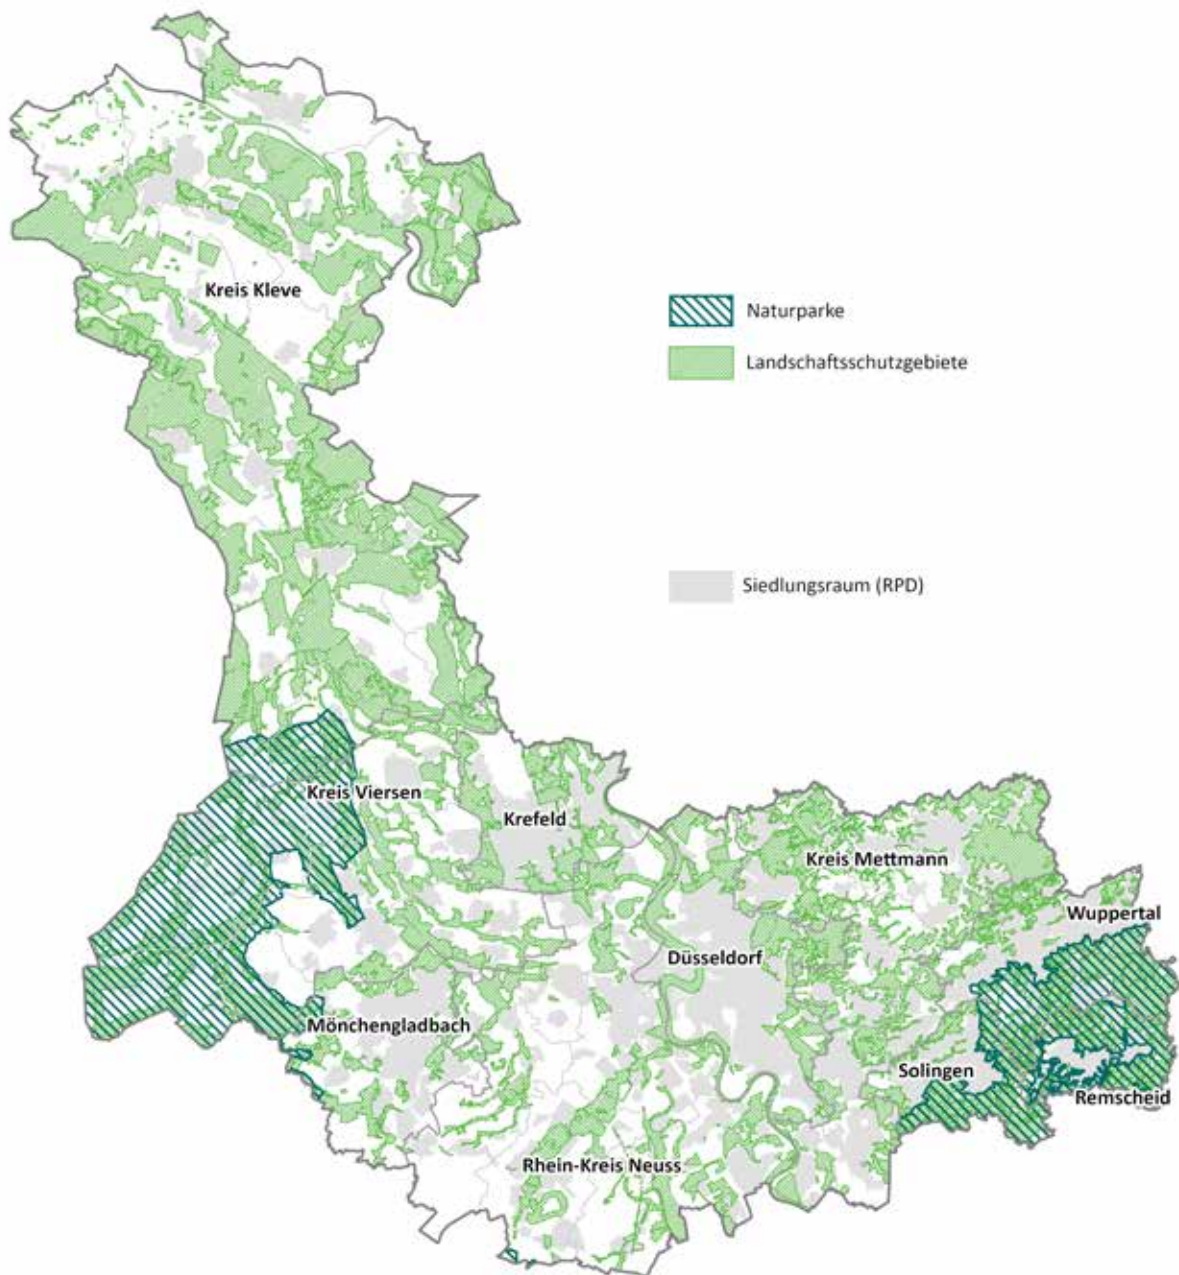 Kreis Kleve
Naturparke
Landschaftsschutzgebiete
Siedlungsraum (RPD)
Kreis Viersen
Krefeld
Kreis Mettmann
Wuppertal
Düsseldorf
Mönchengladbach
Solingen
Remscheid
Rhein-Kreis Neuss